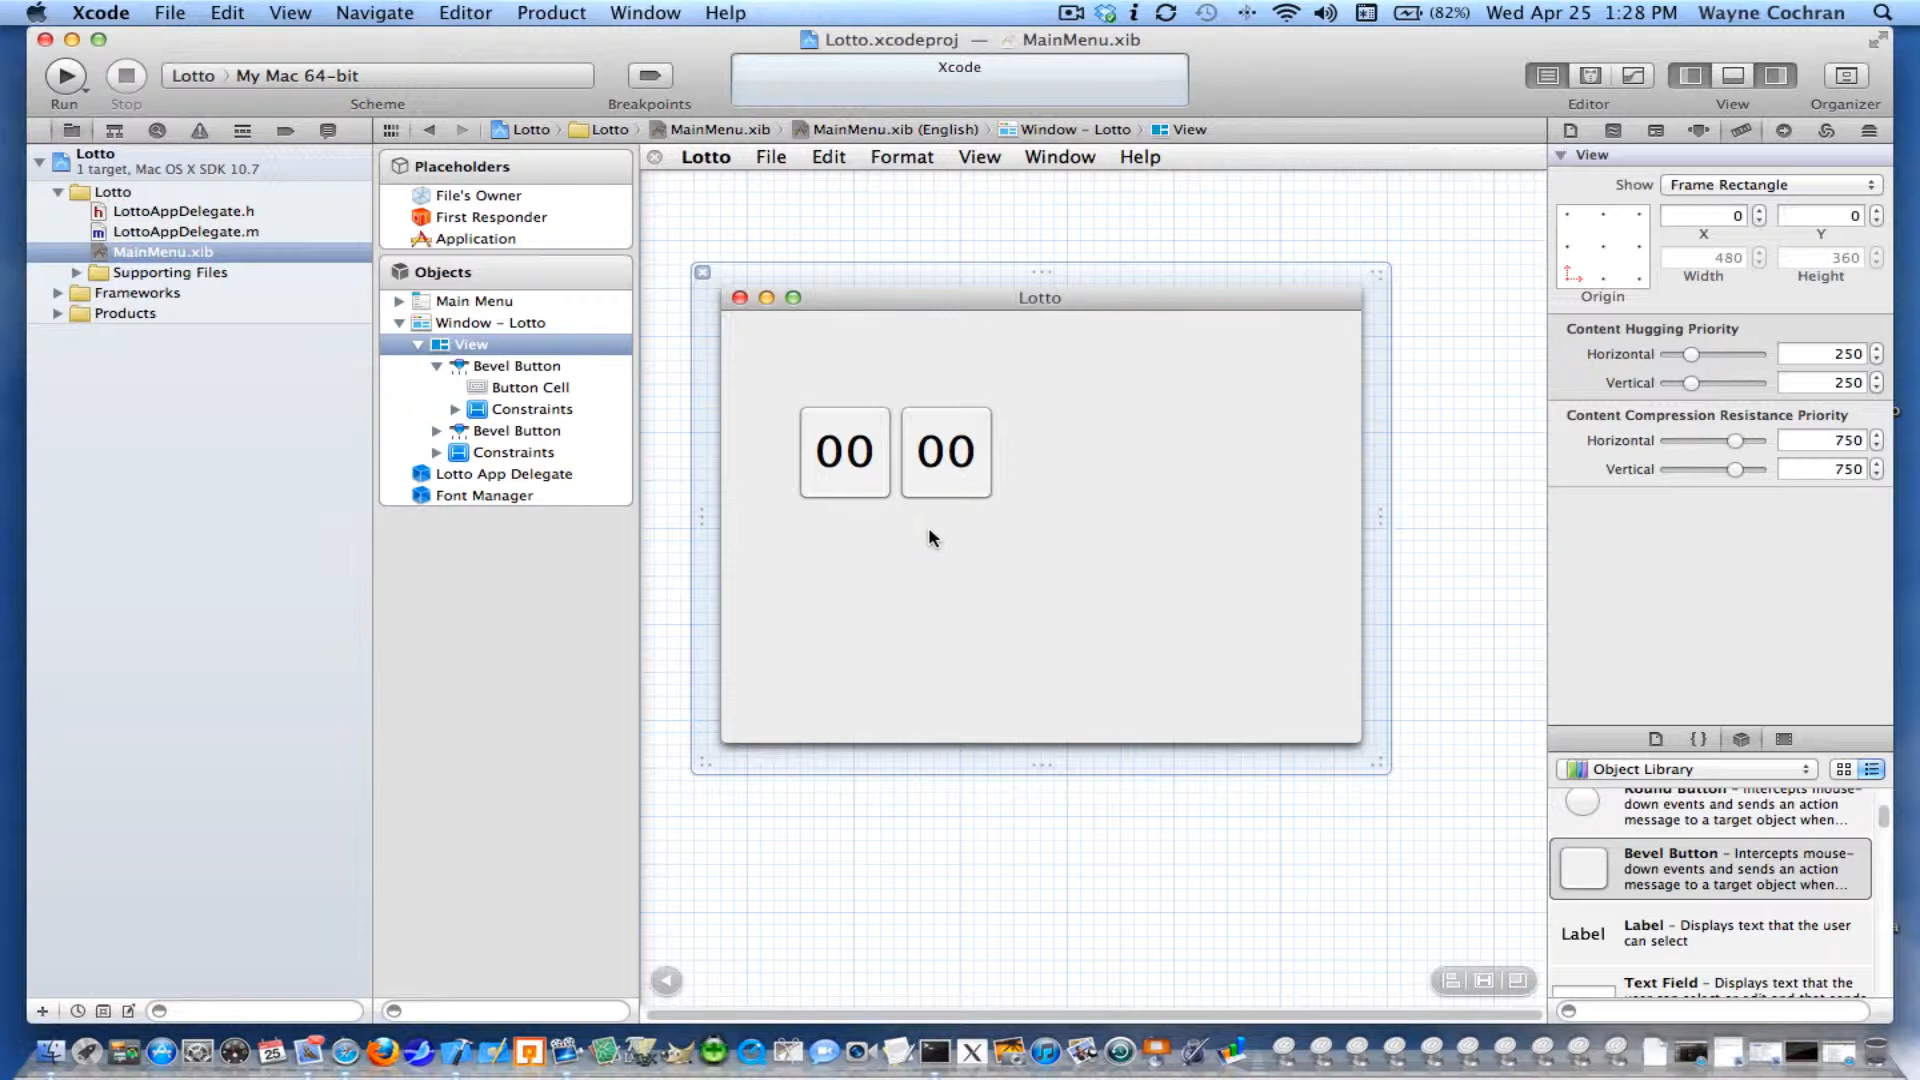 Xcode File Edit View Navigate Editor Product Window Help (82%) Wed Apr 25 1:28 PM Wayne Cochran
Lotto.xcodeproj — MainMenu.xib
Lotto › My Mac 64-bit
Xcode
Run Stop Scheme Breakpoints Editor View Organizer
Lotto › Lotto › MainMenu.xib › MainMenu.xib (English) › Window – Lotto › View
Lotto
1 target, Mac OS X SDK 10.7
Lotto
h LottoAppDelegate.h
m LottoAppDelegate.m
MainMenu.xib
Supporting Files
Frameworks
Products
Placeholders
File's Owner
First Responder
Application
Objects
Main Menu
Window – Lotto
View
Bevel Button
Button Cell
Constraints
Bevel Button
Constraints
Lotto App Delegate
Font Manager
Lotto File Edit Format View Window Help
Lotto
00 00
View
Show Frame Rectangle
0 0
X Y
480 360
Width Height
Origin
Content Hugging Priority
Horizontal 250
Vertical 250
Content Compression Resistance Priority
Horizontal 750
Vertical 750
{ }
Object Library
Round Button – Intercepts mouse-
down events and sends an action
message to a target object when...
Bevel Button – Intercepts mouse-
down events and sends an action
message to a target object when...
Label Label – Displays text that the user
can select
Text Field – Displays text that the
25